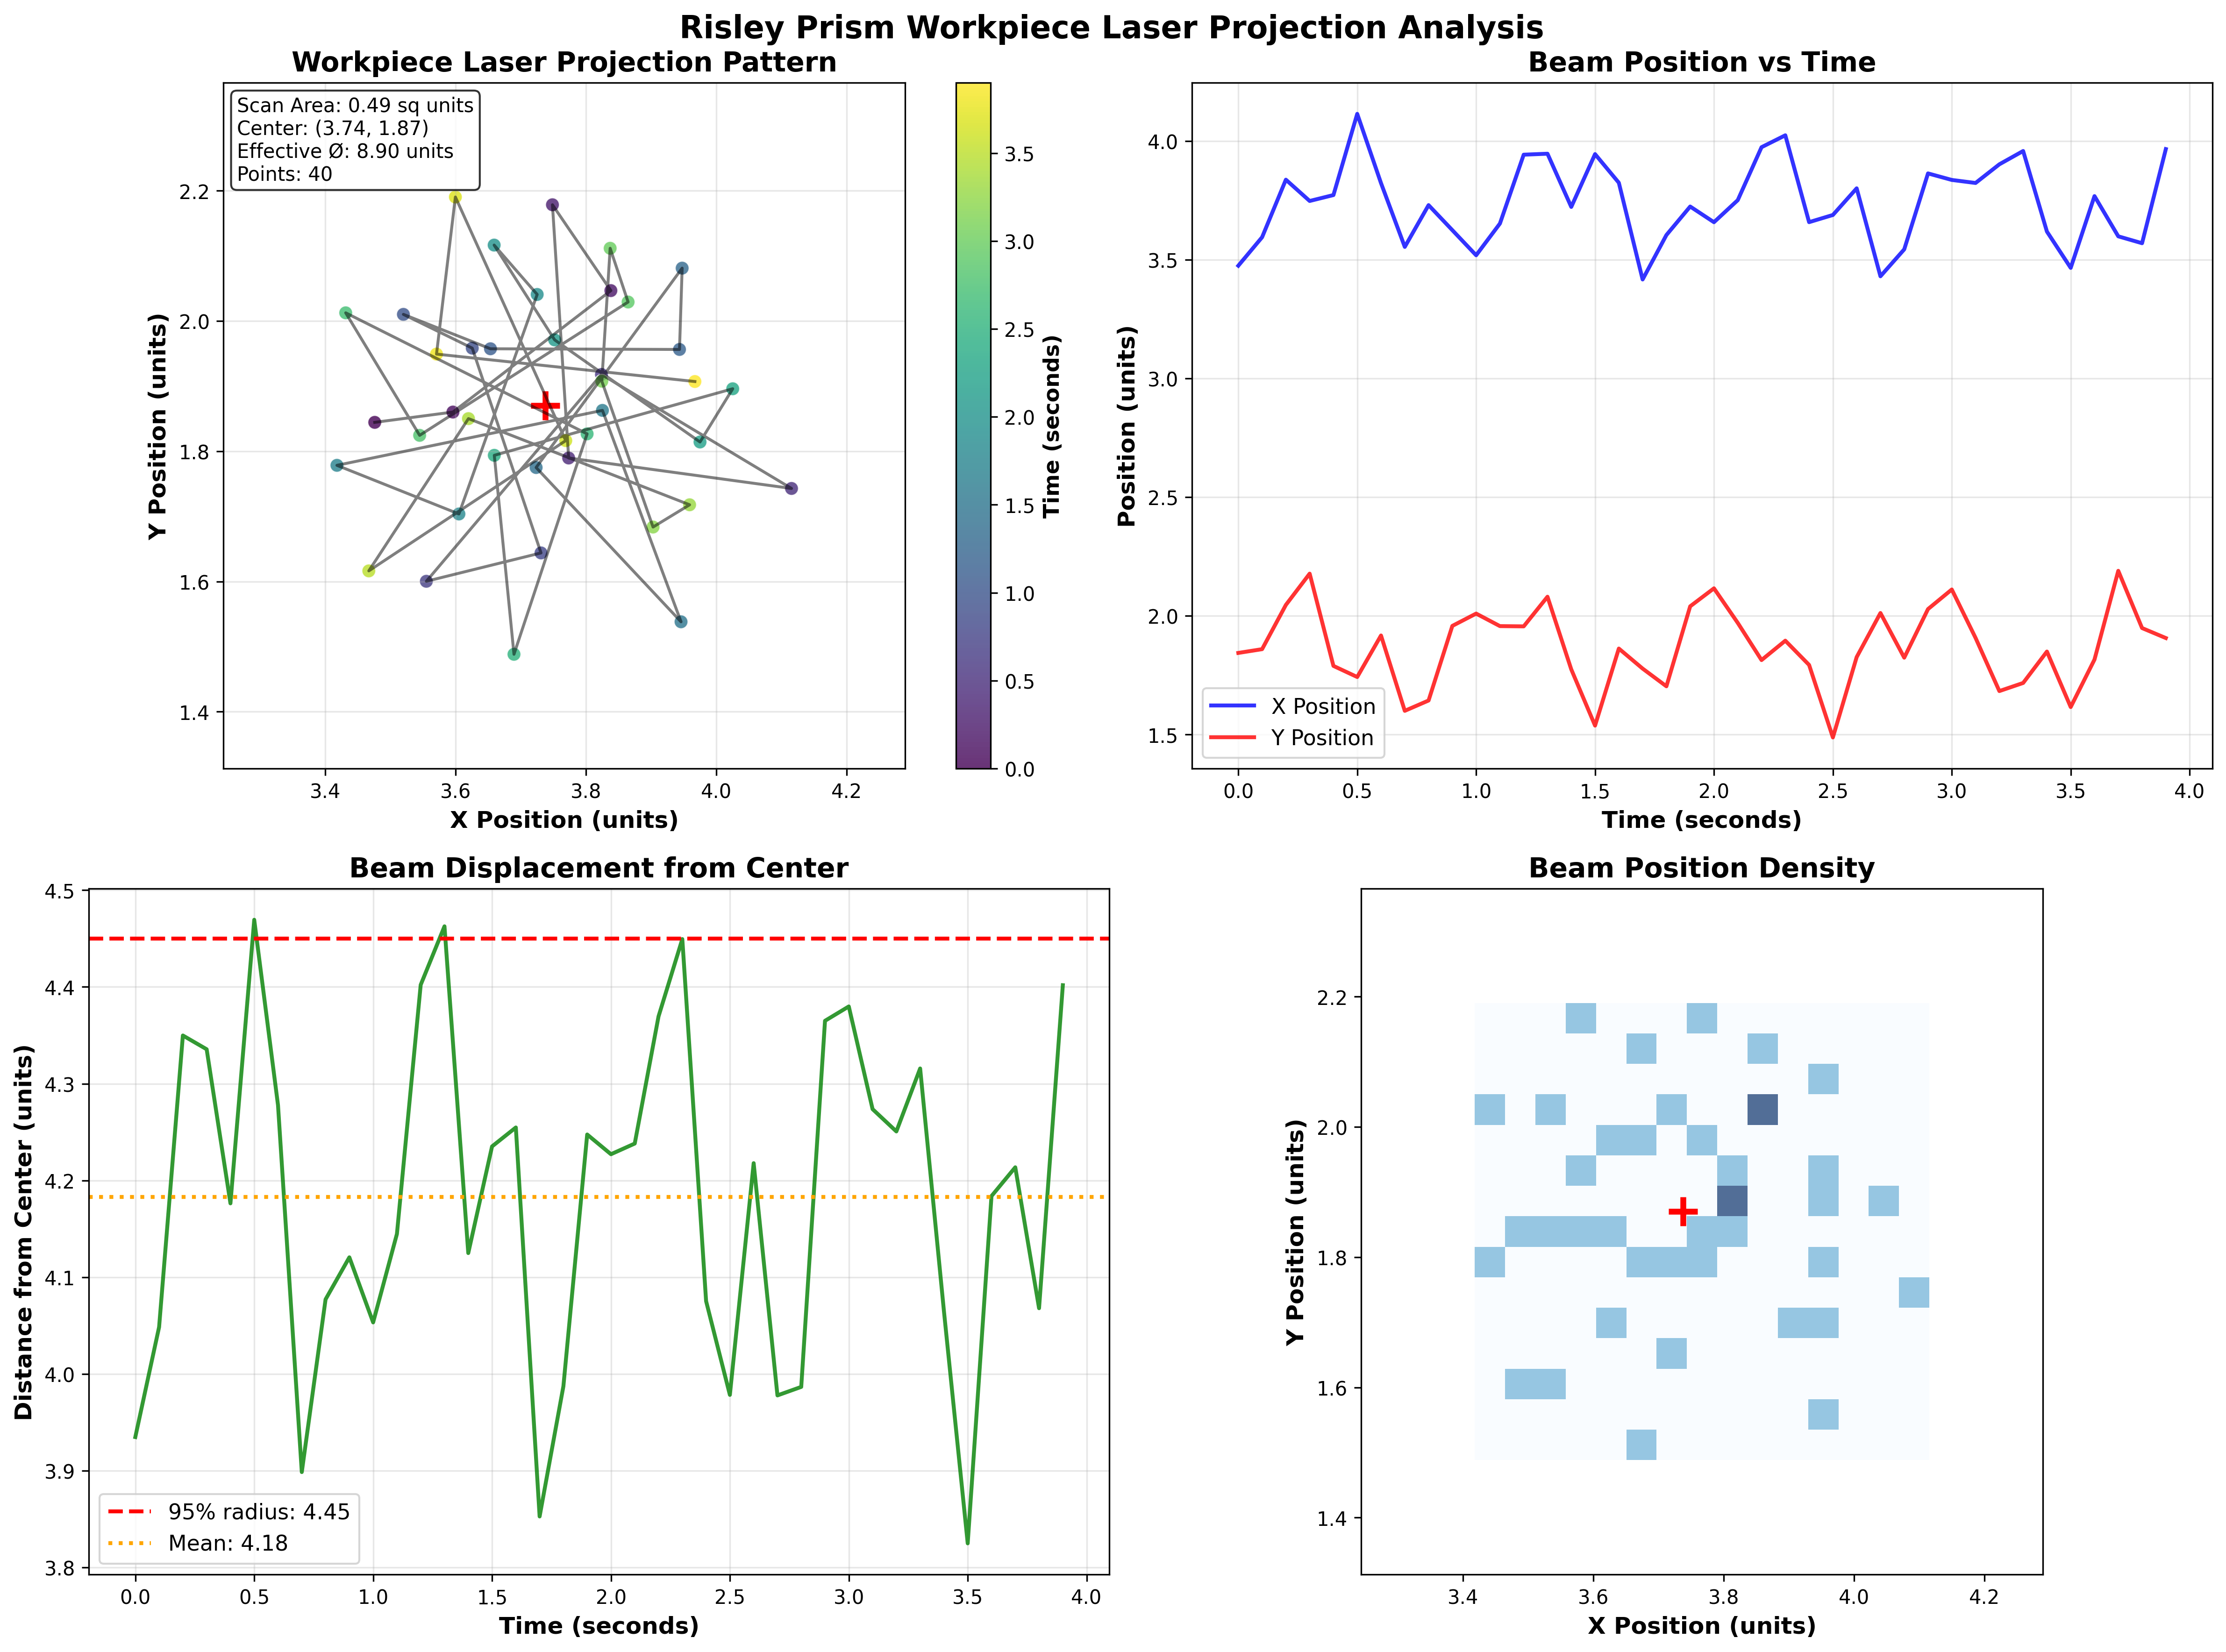 Risley Prism Workpiece Laser Projection Analysis
Workpiece Laser Projection Pattern
Scan Area: 0.49 sq units
Center: (3.74, 1.87)
Effective Ø: 8.90 units
Points: 40
Y Position (units)
2.2
2.0
1.8
1.6
1.4
3.4
3.6
3.8
4.0
4.2
X Position (units)
3.5
3.0
2.5
2.0
1.5
1.0
0.5
0.0
Time (seconds)
Beam Position vs Time
Position (units)
4.0
3.5
3.0
2.5
2.0
1.5
X Position
Y Position
0.0
0.5
1.0
1.5
2.0
2.5
3.0
3.5
4.0
Time (seconds)
Beam Displacement from Center
Distance from Center (units)
4.5
4.4
4.3
4.2
4.1
4.0
3.9
3.8
95% radius: 4.45
Mean: 4.18
0.0
0.5
1.0
1.5
2.0
2.5
3.0
3.5
4.0
Time (seconds)
Beam Position Density
Y Position (units)
2.2
2.0
1.8
1.6
1.4
3.4
3.6
3.8
4.0
4.2
X Position (units)